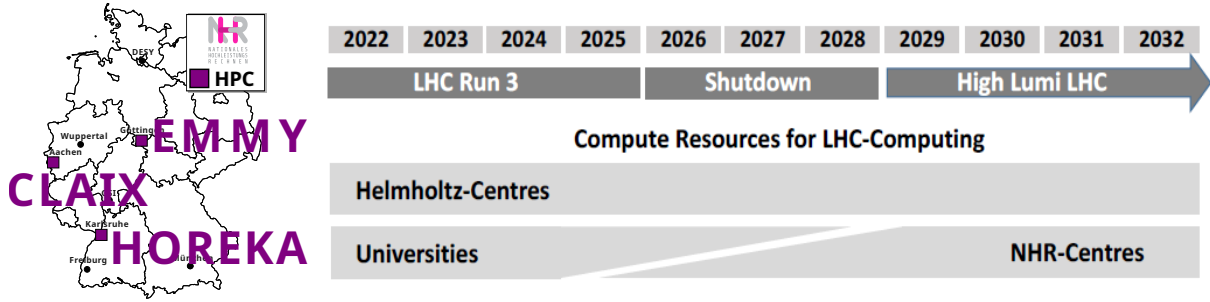 DESY
NHR
NATIONALES
HOCHLEISTUNGS
RECHNEN
HPC
Göttingen
EMMY
Wuppertal
Aachen
CLAIX
GSI
Karlsruhe
HOREKA
Freiburg
München
2022 2023 2024 2025 2026 2027 2028 2029 2030 2031 2032
LHC Run 3 Shutdown High Lumi LHC
Compute Resources for LHC-Computing
Helmholtz-Centres
Universities NHR-Centres